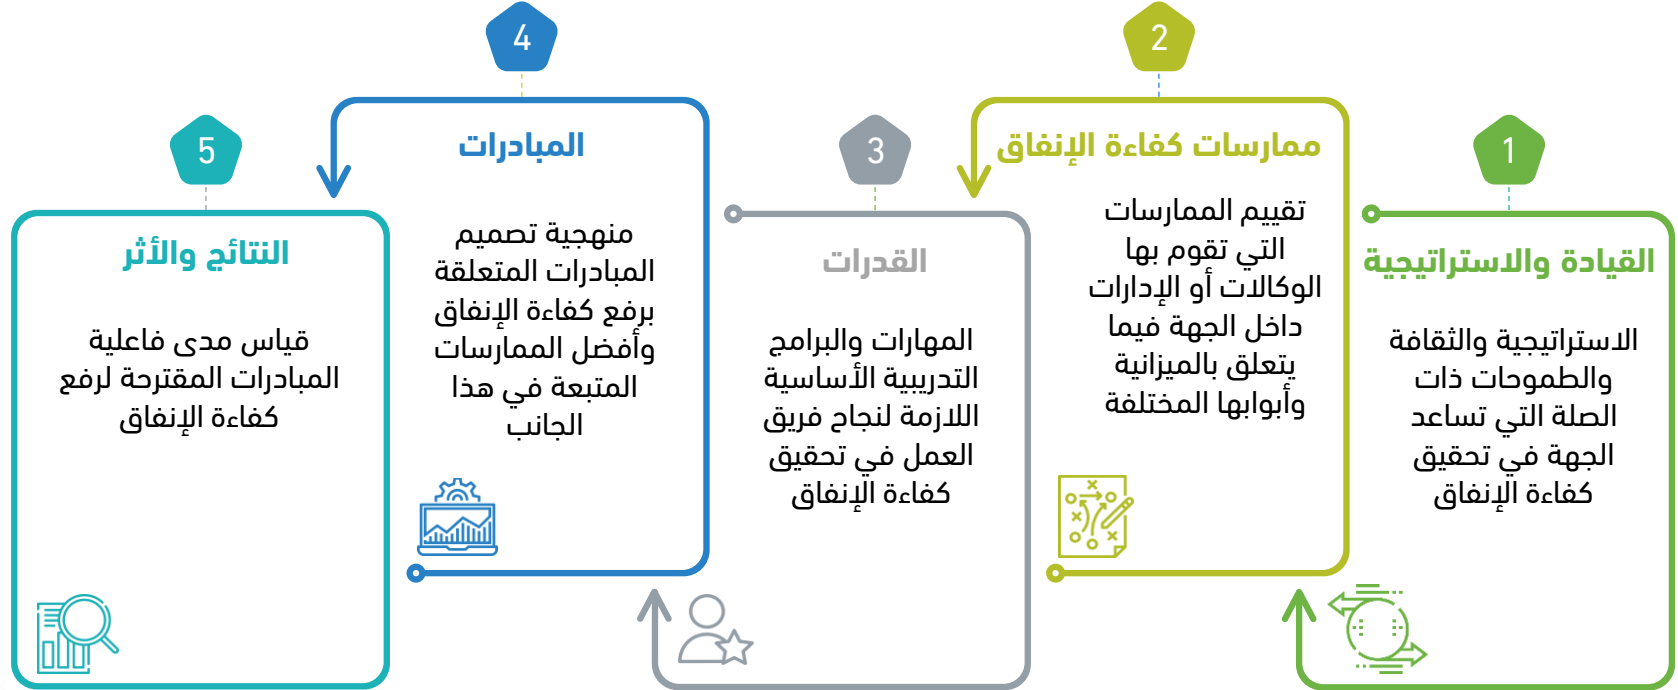 1
القيادة والاستراتيجية
الاستراتيجية والثقافة
والطموحات ذات
الصلة التي تساعد
الجهة في تحقيق
كفاءة الإنفاق
2
ممارسات كفاءة الإنفاق
تقييم الممارسات
التي تقوم بها
الوكالات أو الإدارات
داخل الجهة فيما
يتعلق بالميزانية
وأبوابها المختلفة
3
القدرات
المهارات والبرامج
التدريبية الأساسية
اللازمة لنجاح فريق
العمل في تحقيق
كفاءة الإنفاق
4
المبادرات
منهجية تصميم
المبادرات المتعلقة
برفع كفاءة الإنفاق
وأفضل الممارسات
المتبعة في هذا
الجانب
5
النتائج والأثر
قياس مدى فاعلية
المبادرات المقترحة لرفع
كفاءة الإنفاق